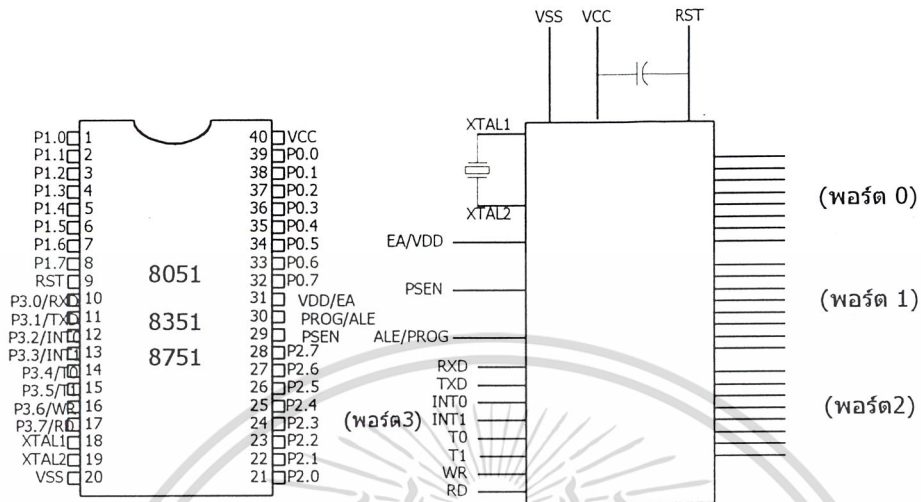 VSS VCC RST
P1.0 1 40 VCC
P1.1 2 39 P0.0
P1.2 3 38 P0.1
P1.3 4 37 P0.2
P1.4 5 36 P0.3
P1.5 6 35 P0.4
P1.6 7 34 P0.5
P1.7 8 33 P0.6
RST 9 32 P0.7
P3.0/RXD 10 31 VDD/EA
P3.1/TXD 11 30 PROG/ALE
P3.2/INT0 12 29 PSEN
P3.3/INT1 13 28 P2.7
P3.4/T0 14 27 P2.6
P3.5/T1 15 26 P2.5
P3.6/WR 16 25 P2.4
P3.7/RD 17 24 P2.3
XTAL1 18 23 P2.2
XTAL2 19 22 P2.1
VSS 20 21 P2.0
8051
8351
8751
XTAL1
XTAL2
EA/VDD
PSEN
ALE/PROG
RXD
TXD
INT0
(พอร์ต3) INT1
T0
T1
WR
RD
(พอร์ต 0)
(พอร์ต 1)
(พอร์ต2)